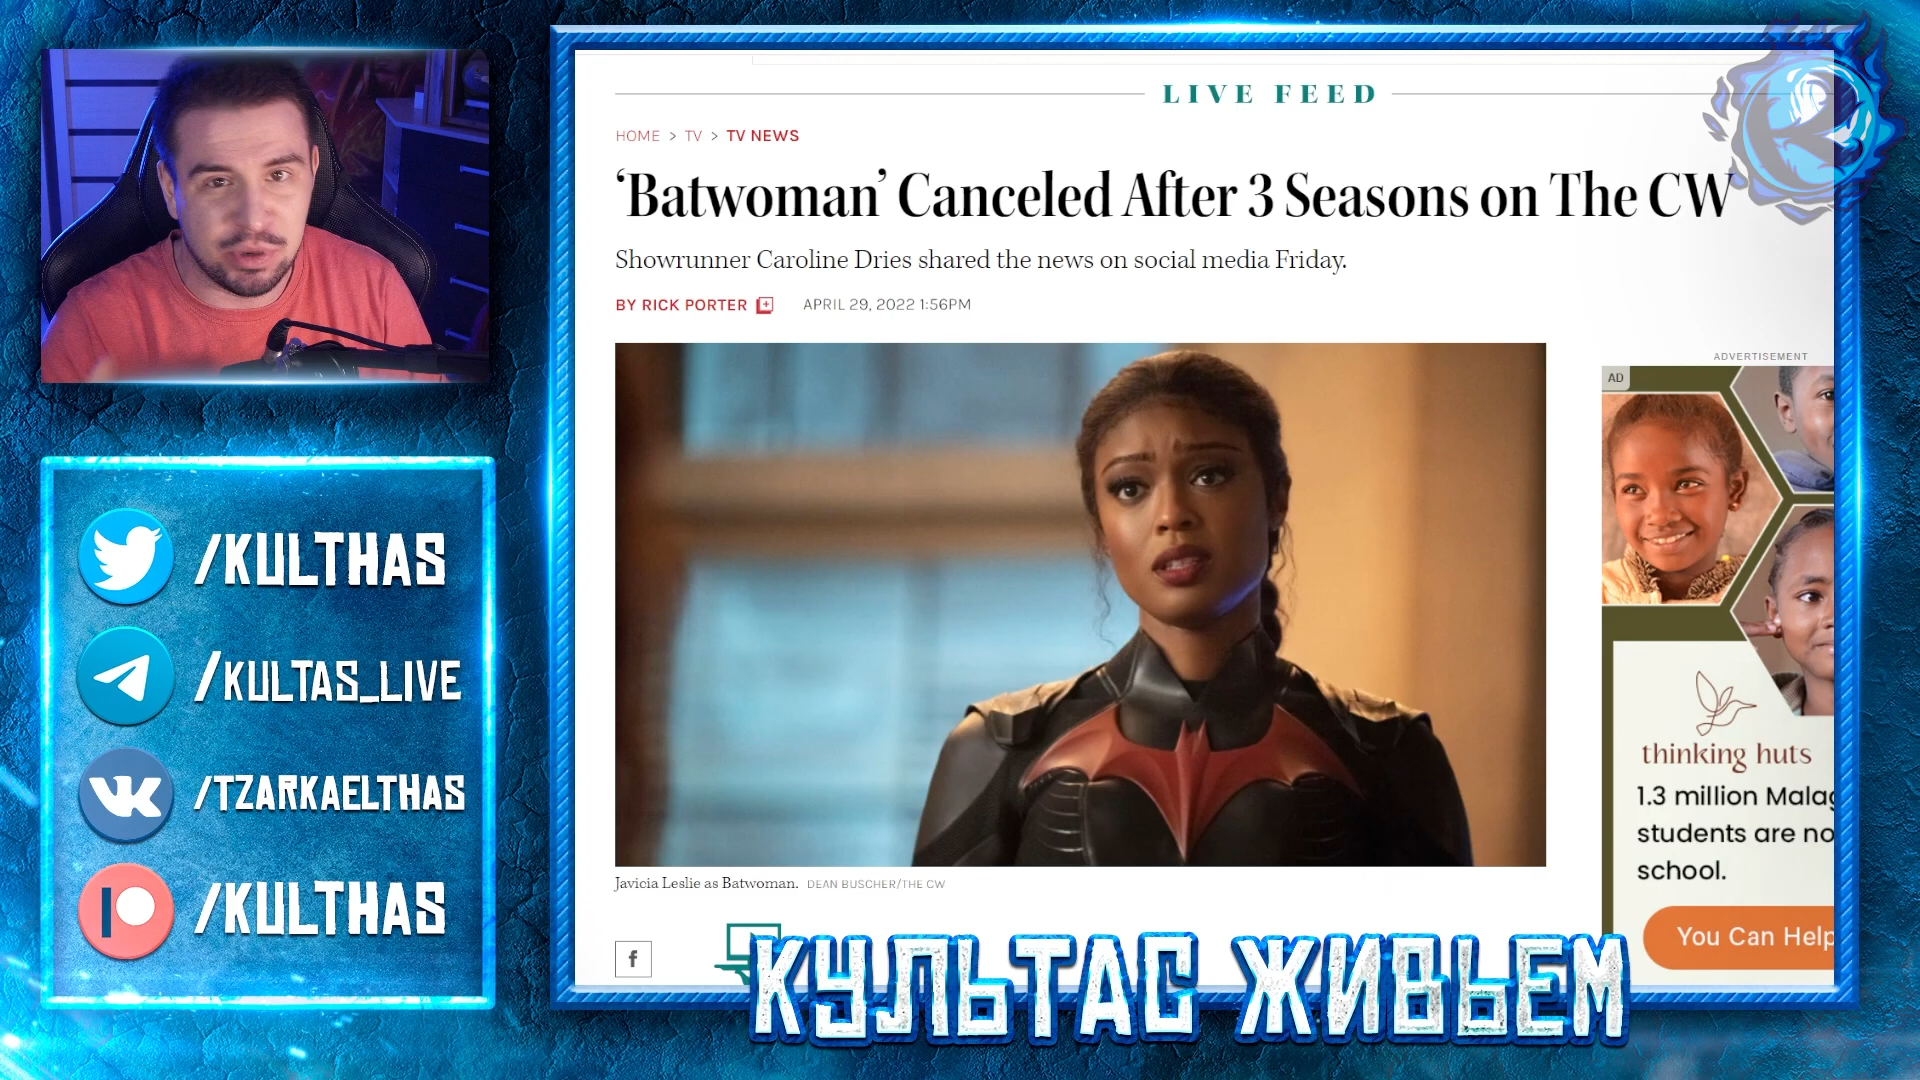 LIVE FEED
HOME > TV > TV NEWS
‘Batwoman’ Canceled After 3 Seasons on The CW
Showrunner Caroline Dries shared the news on social media Friday.
BY RICK PORTER
APRIL 29, 2022 1:56PM
ADVERTISEMENT
AD
/KULTHAS
/KULTAS_LIVE
/TZARKAELTHAS
/KULTHAS
thinking huts
1.3 million
students are
school.
You Can Help
Javicia Leslie as Batwoman. DEAN BUSCHER/THE CW
f
КУЛЬТАС ЖИВЬЕМ